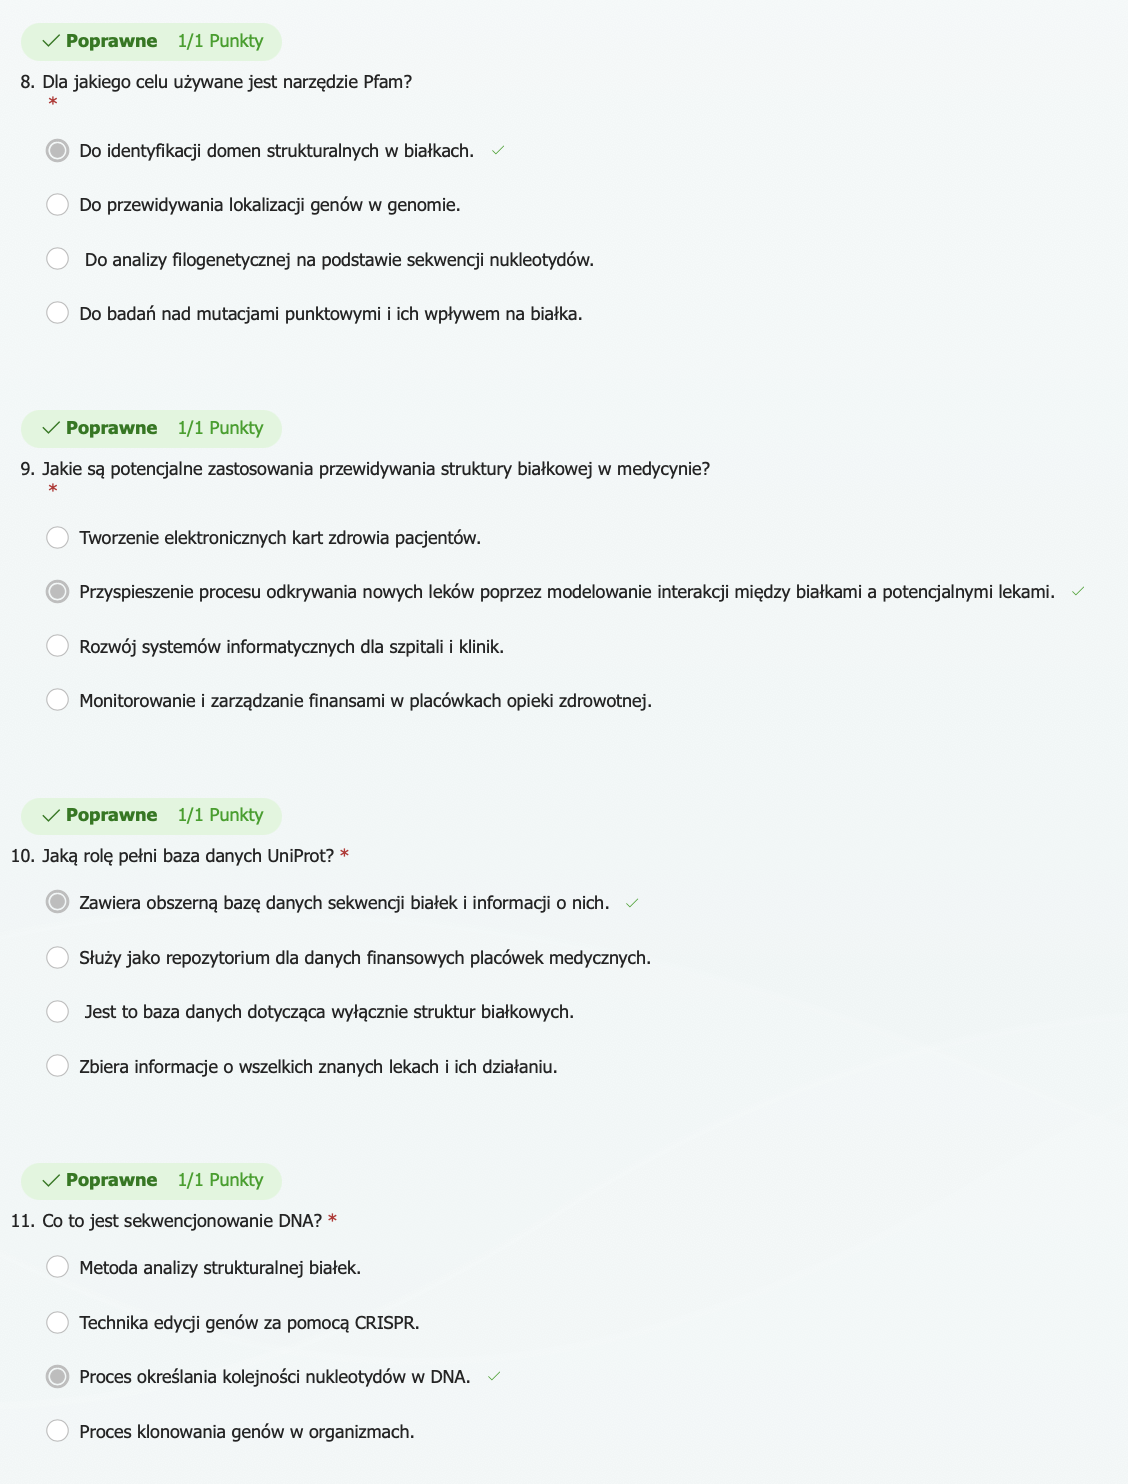 Poprawne 1/1 Punkty
8. Dla jakiego celu używane jest narzędzie Pfam?
*
Do identyfikacji domen strukturalnych w białkach.
Do przewidywania lokalizacji genów w genomie.
Do analizy filogenetycznej na podstawie sekwencji nukleotydów.
Do badań nad mutacjami punktowymi i ich wpływem na białka.
Poprawne 1/1 Punkty
9. Jakie są potencjalne zastosowania przewidywania struktury białkowej w medycynie?
*
Tworzenie elektronicznych kart zdrowia pacjentów.
Przyspieszenie procesu odkrywania nowych leków poprzez modelowanie interakcji między białkami a potencjalnymi lekami.
Rozwój systemów informatycznych dla szpitali i klinik.
Monitorowanie i zarządzanie finansami w placówkach opieki zdrowotnej.
Poprawne 1/1 Punkty
10. Jaką rolę pełni baza danych UniProt? *
Zawiera obszerną bazę danych sekwencji białek i informacji o nich.
Służy jako repozytorium dla danych finansowych placówek medycznych.
Jest to baza danych dotycząca wyłącznie struktur białkowych.
Zbiera informacje o wszelkich znanych lekach i ich działaniu.
Poprawne 1/1 Punkty
11. Co to jest sekwencjonowanie DNA? *
Metoda analizy strukturalnej białek.
Technika edycji genów za pomocą CRISPR.
Proces określania kolejności nukleotydów w DNA.
Proces klonowania genów w organizmach.